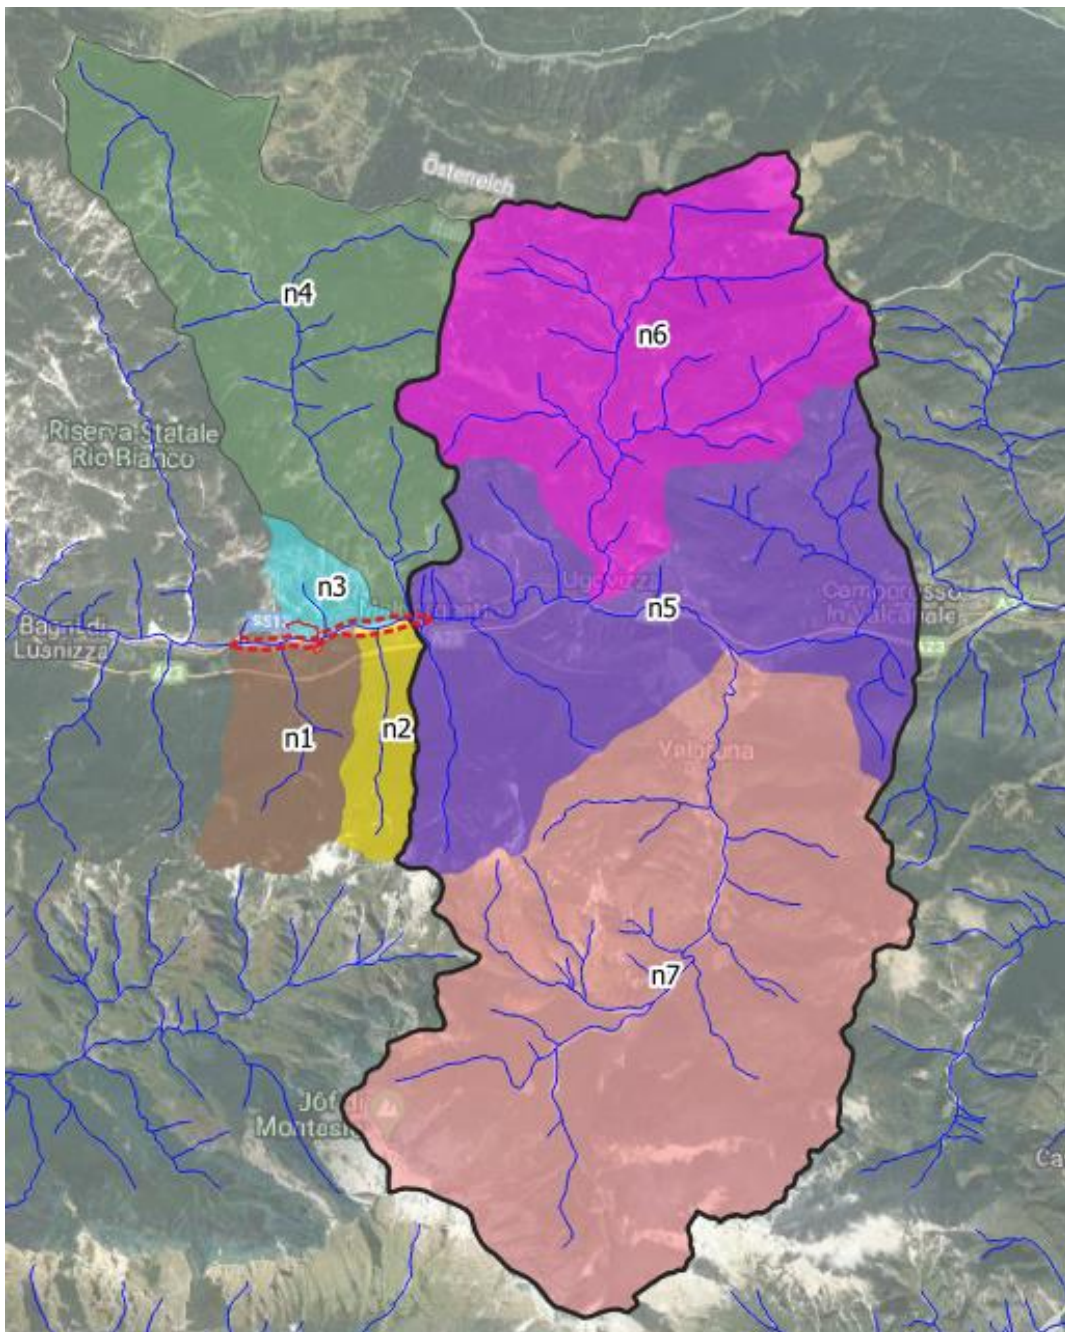 Österreich
n4
n6
Riserva Statale
Rio Bianco
n3
Ugovizza
n5
Camporosso
in Valcanale
SS13
A23
Bagni di
Lusnizza
A23
n1
n2
Valbruna
n7
Jôf di